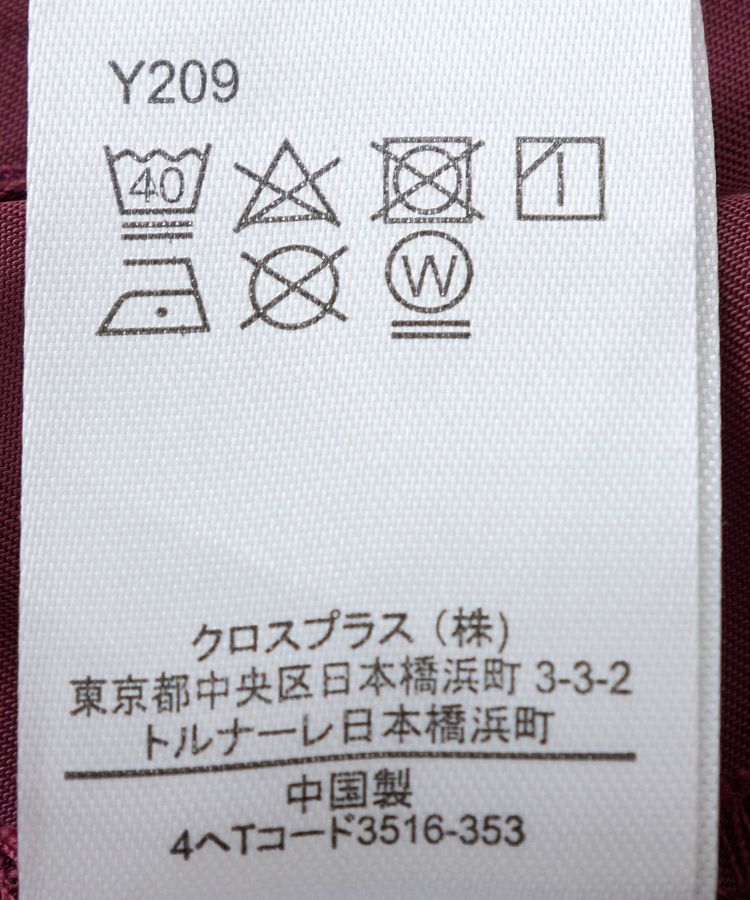 Y209
40
W
クロスプラス（株）
東京都中央区日本橋浜町 3-3-2
トルナーレ日本橋浜町
中国製
4ヘTコード3516-353